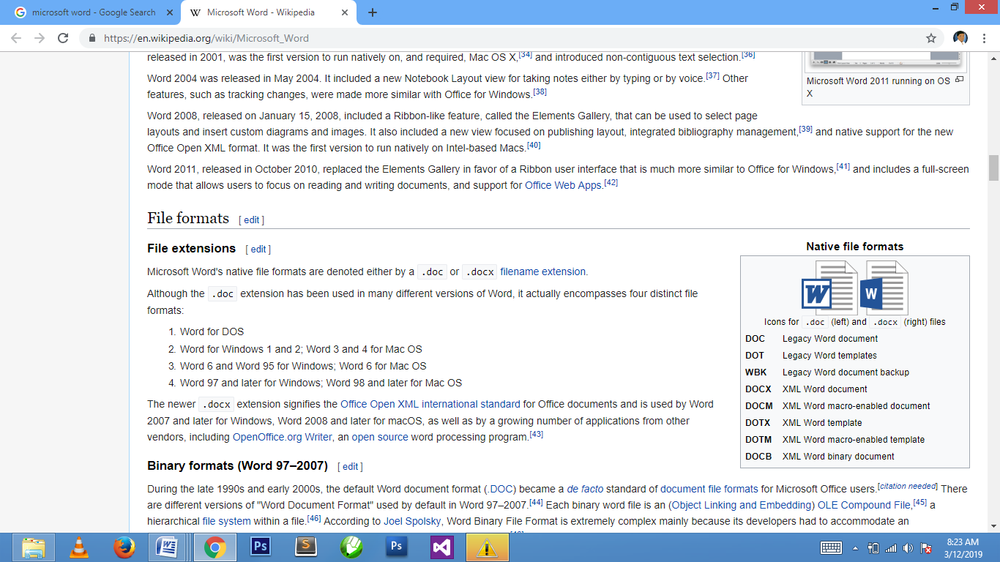 microsoft word - Google Search
Microsoft Word - Wikipedia
https://en.wikipedia.org/wiki/Microsoft_Word
released in 2001, was the first version to run natively on, and required, Mac OS X,[34] and introduced non-contiguous text selection.[36]
Word 2004 was released in May 2004. It included a new Notebook Layout view for taking notes either by typing or by voice.[37] Other
features, such as tracking changes, were made more similar with Office for Windows.[38]
Word 2008, released on January 15, 2008, included a Ribbon-like feature, called the Elements Gallery, that can be used to select page
layouts and insert custom diagrams and images. It also included a new view focused on publishing layout, integrated bibliography management,[39] and native support for the new
Office Open XML format. It was the first version to run natively on Intel-based Macs.[40]
Word 2011, released in October 2010, replaced the Elements Gallery in favor of a Ribbon user interface that is much more similar to Office for Windows,[41] and includes a full-screen
mode that allows users to focus on reading and writing documents, and support for Office Web Apps.[42]
Microsoft Word 2011 running on OS
X
File formats [ edit ]
File extensions [ edit ]
Microsoft Word's native file formats are denoted either by a .doc or .docx filename extension.
Although the .doc extension has been used in many different versions of Word, it actually encompasses four distinct file
formats:
1. Word for DOS
2. Word for Windows 1 and 2; Word 3 and 4 for Mac OS
3. Word 6 and Word 95 for Windows; Word 6 for Mac OS
4. Word 97 and later for Windows; Word 98 and later for Mac OS
The newer .docx extension signifies the Office Open XML international standard for Office documents and is used by Word
2007 and later for Windows, Word 2008 and later for macOS, as well as by a growing number of applications from other
vendors, including OpenOffice.org Writer, an open source word processing program.[43]
Native file formats
W W
Icons for .doc (left) and .docx (right) files
DOC Legacy Word document
DOT Legacy Word templates
WBK Legacy Word document backup
DOCX XML Word document
DOCM XML Word macro-enabled document
DOTX XML Word template
DOTM XML Word macro-enabled template
DOCB XML Word binary document
Binary formats (Word 97–2007) [ edit ]
During the late 1990s and early 2000s, the default Word document format (.DOC) became a de facto standard of document file formats for Microsoft Office users.[citation needed] There
are different versions of "Word Document Format" used by default in Word 97–2007.[44] Each binary word file is an (Object Linking and Embedding) OLE Compound File,[45] a
hierarchical file system within a file.[46] According to Joel Spolsky, Word Binary File Format is extremely complex mainly because its developers had to accommodate an
W Ps S Ps
8:23 AM
3/12/2019